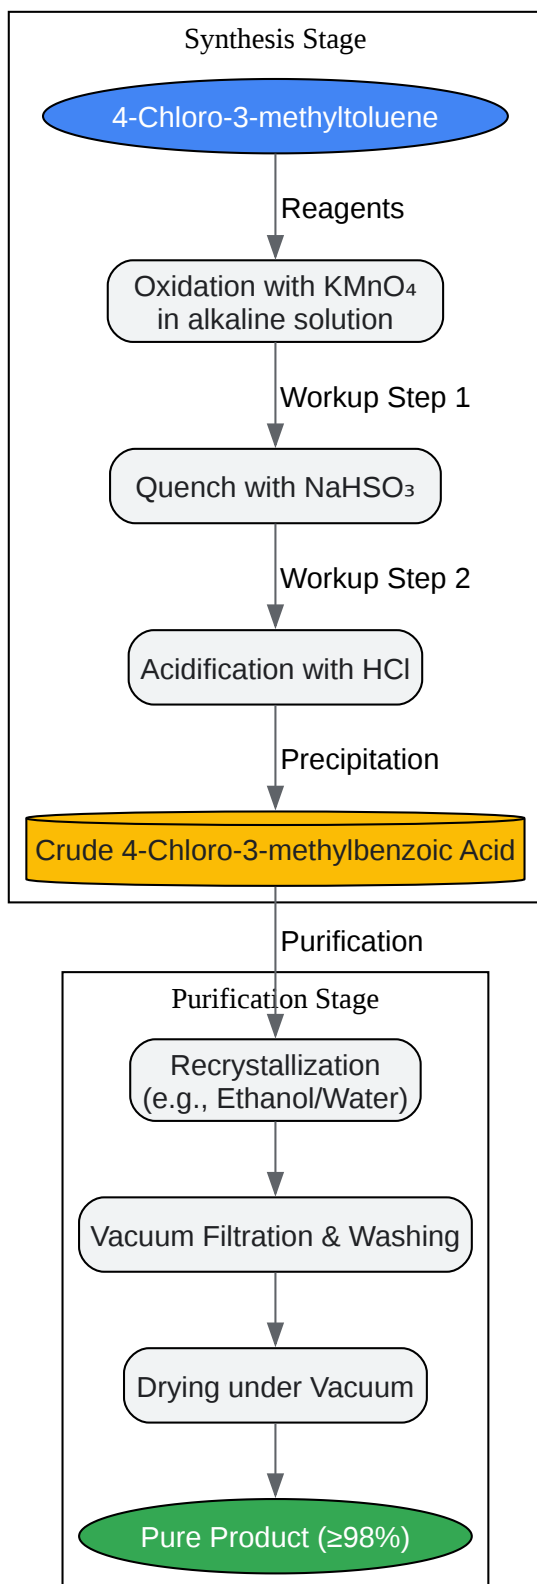 Synthesis Stage
4-Chloro-3-methyltoluene
Reagents
Oxidation with KMnO₄
in alkaline solution
Workup Step 1
Quench with NaHSO₃
Workup Step 2
Acidification with HCl
Precipitation
Crude 4-Chloro-3-methylbenzoic Acid
Purification
Purification Stage
Recrystallization
(e.g., Ethanol/Water)
Vacuum Filtration & Washing
Drying under Vacuum
Pure Product (≥98%)